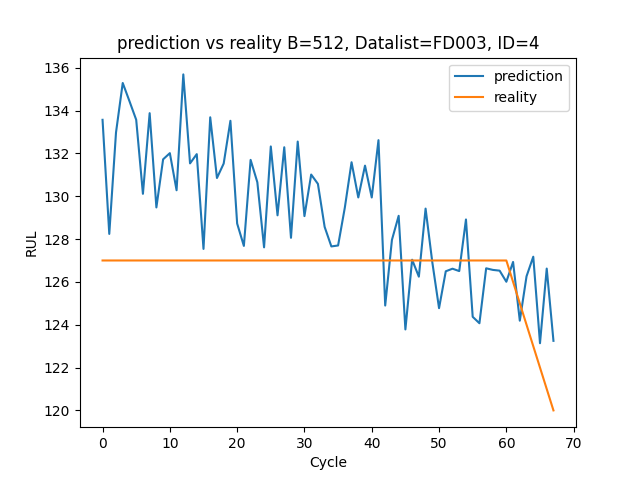 prediction vs reality B=512, Datalist=FD003, ID=4
prediction
reality
RUL
136
134
132
130
128
126
124
122
120
0 10 20 30 40 50 60 70
Cycle